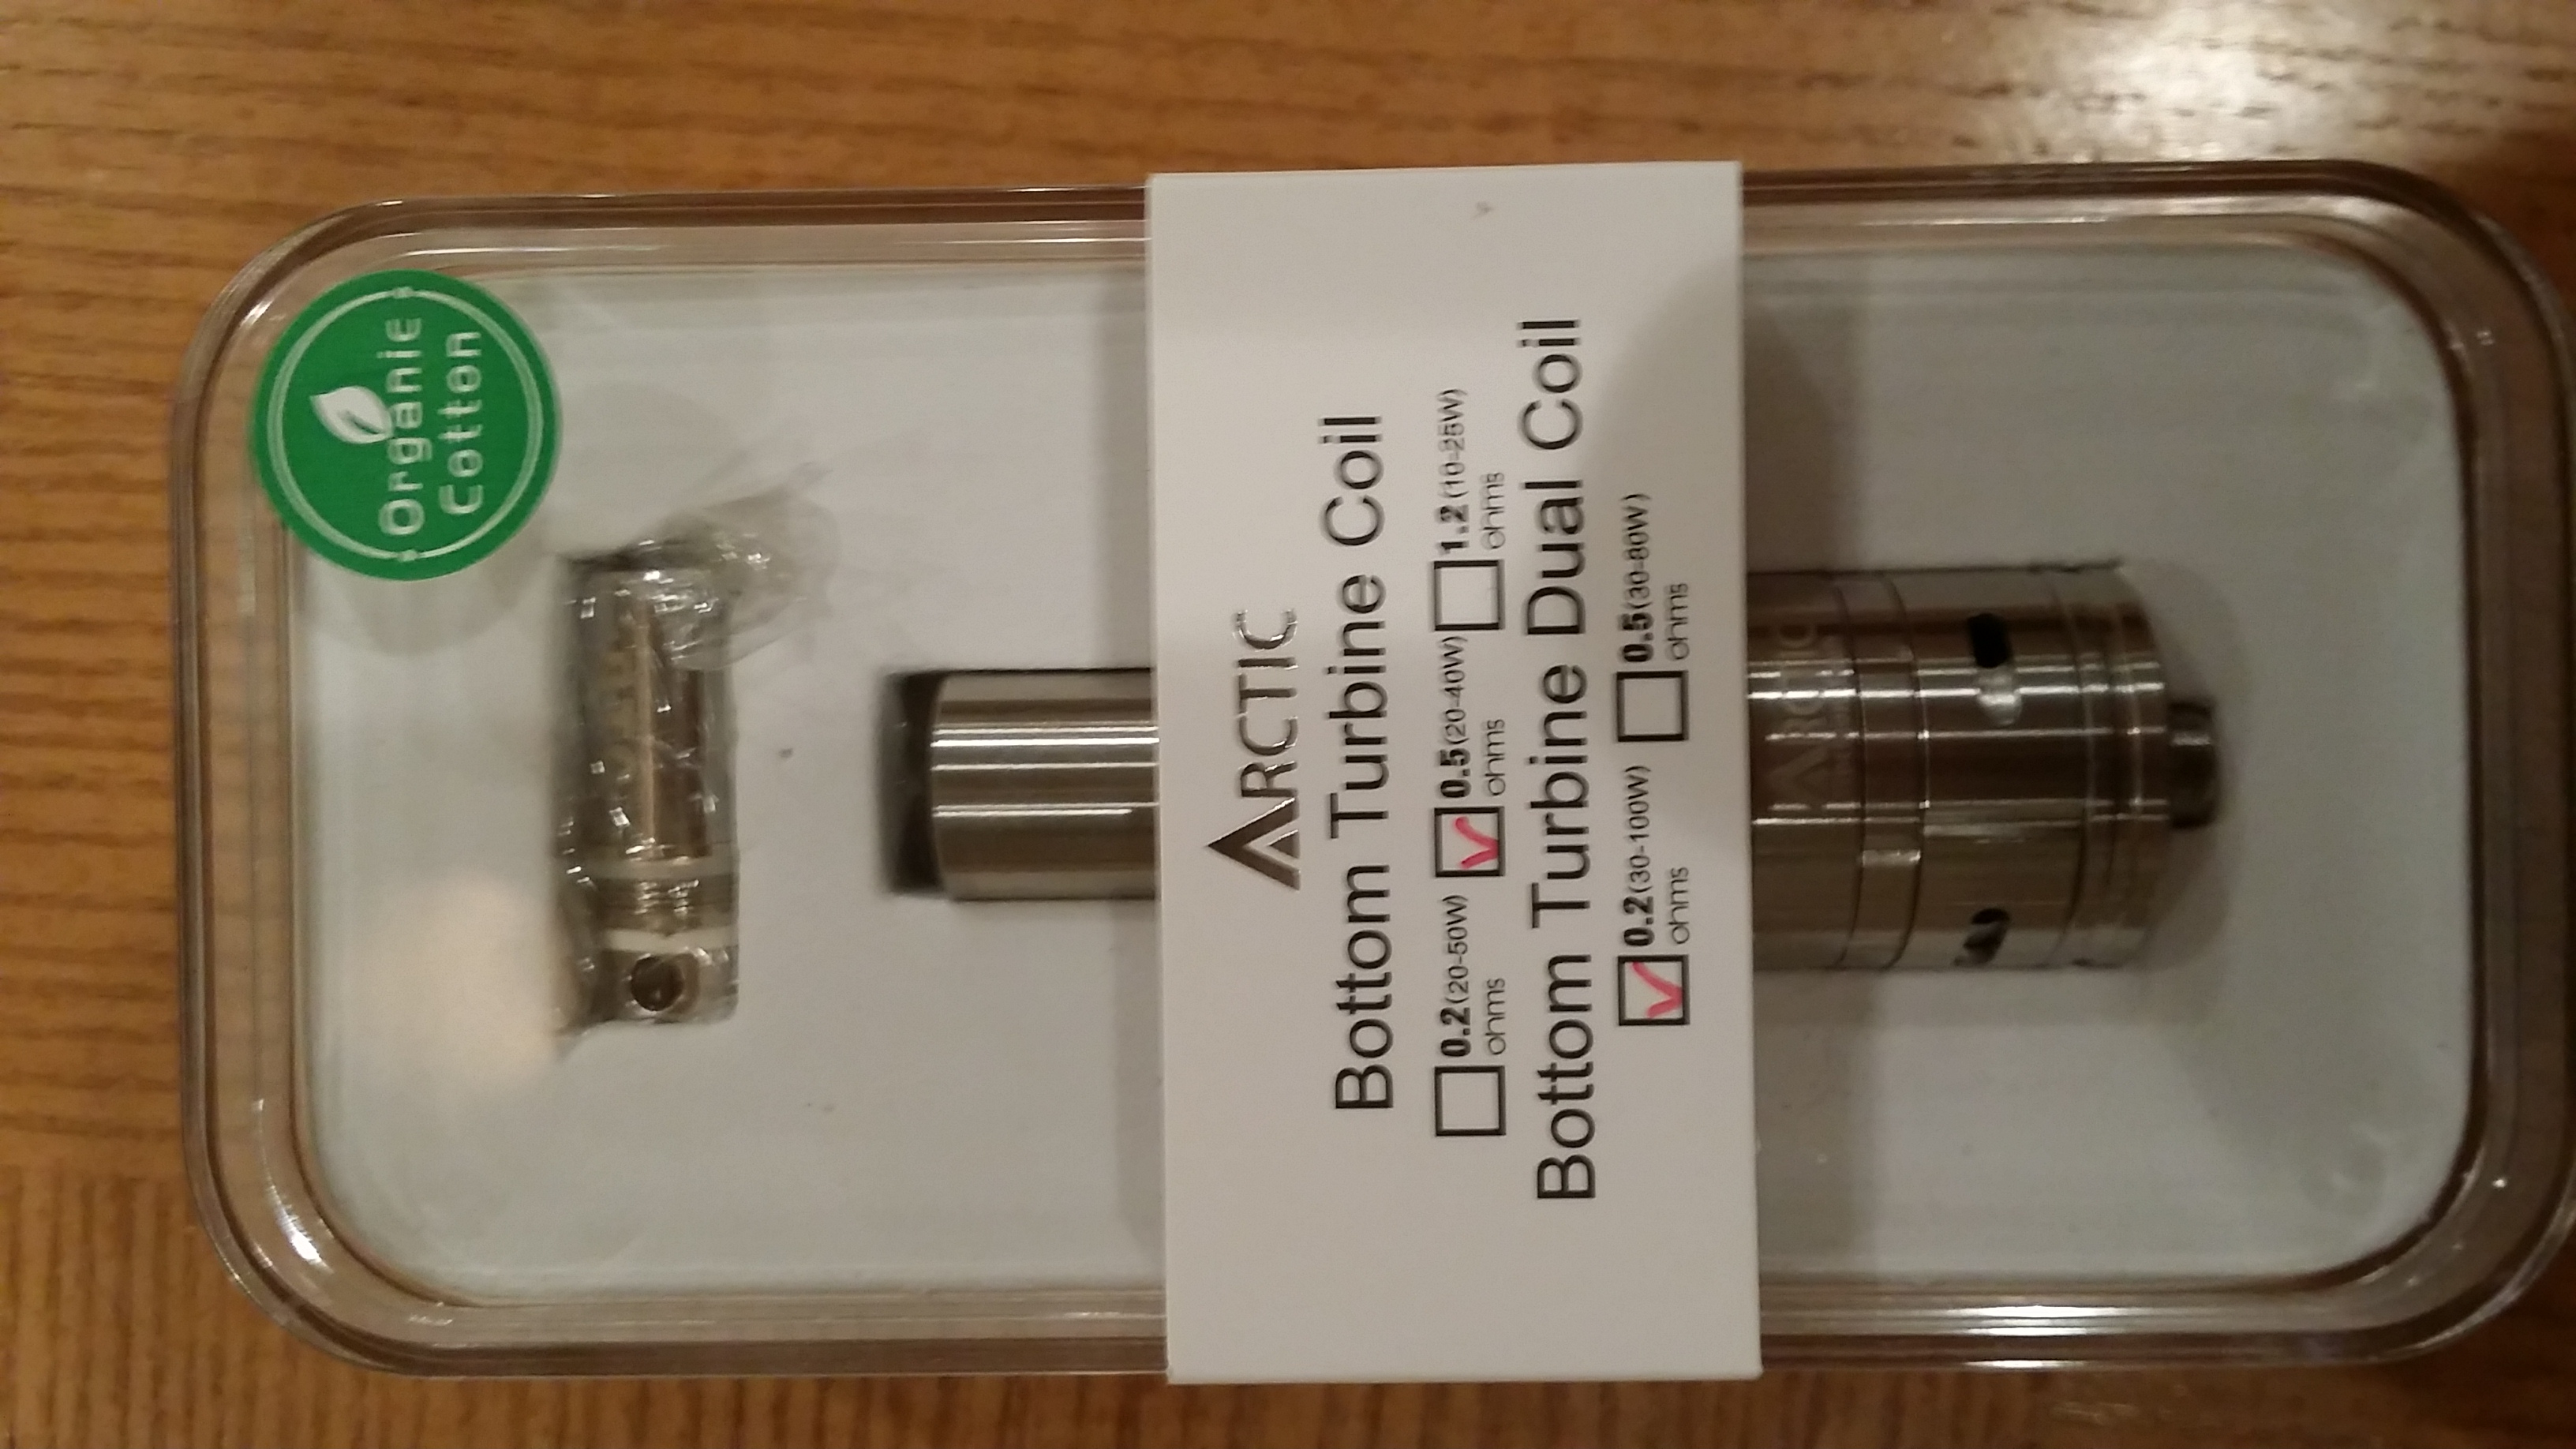 Organic
Cotton
ARCTIC
Bottom Turbine Coil
0.2(20-50W) 0.5(20-40W) 1.2(10-25W)
ohms ohms ohms
Bottom Turbine Dual Coil
0.2(30-100W) 0.5(30-80W)
ohms ohms
ARCTIC